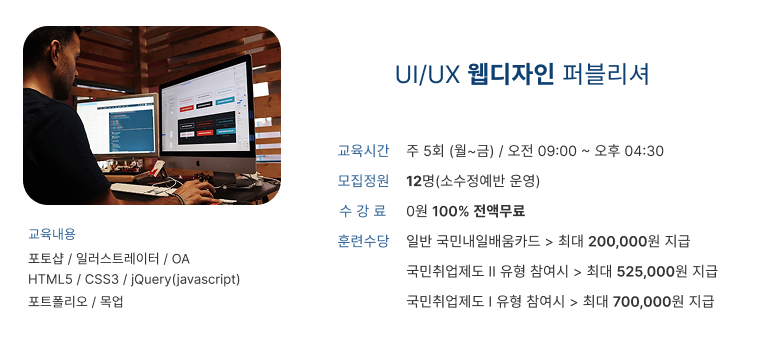 UI/UX 웹디자인 퍼블리셔
교육시간 주 5회 (월~금) / 오전 09:00 ~ 오후 04:30
모집정원 12명(소수정예반 운영)
수 강 료 0원 100% 전액무료
훈련수당 일반 국민내일배움카드 > 최대 200,000원 지급
국민취업제도 II 유형 참여시 > 최대 525,000원 지급
국민취업제도 I 유형 참여시 > 최대 700,000원 지급
교육내용
포토샵 / 일러스트레이터 / OA
HTML5 / CSS3 / jQuery(javascript)
포트폴리오 / 목업